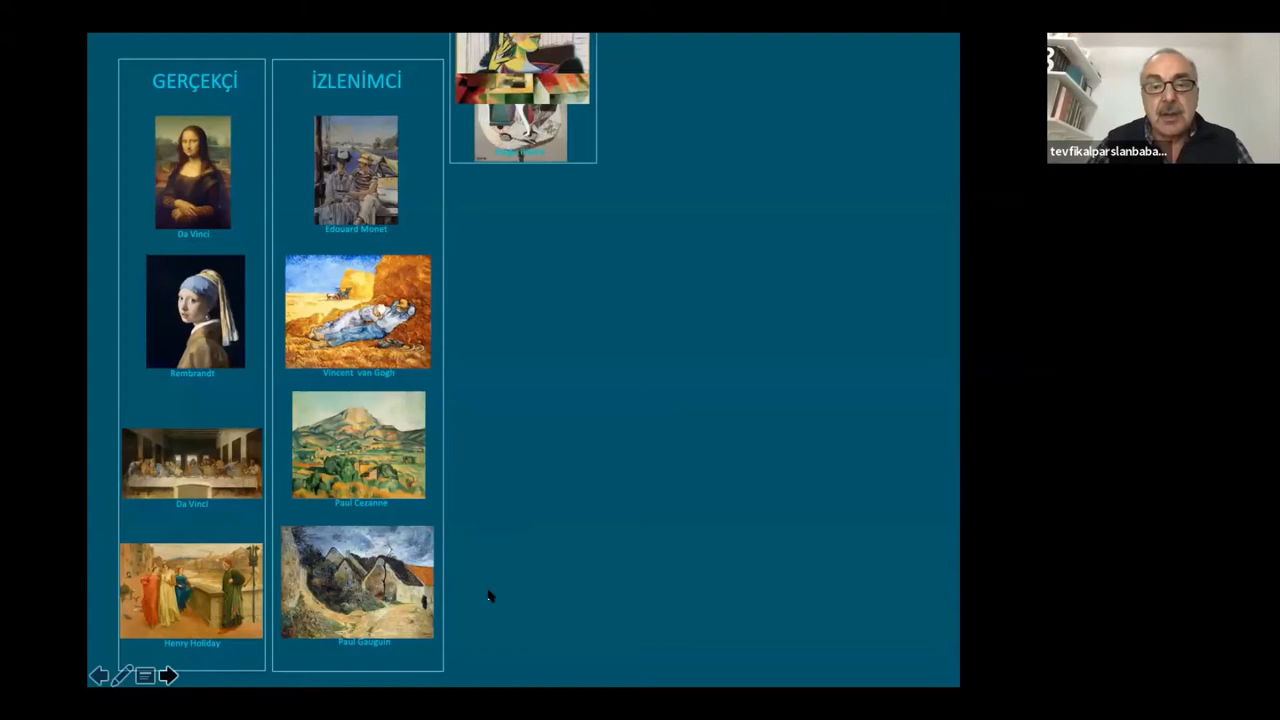 GERÇEKÇİ
Da Vinci
Rembrandt
Da Vinci
Henry Holiday
İZLENİMCİ
Edouard Monet
Vincent van Gogh
Paul Cezanne
Paul Gauguin
tevfikalparslanbaba...